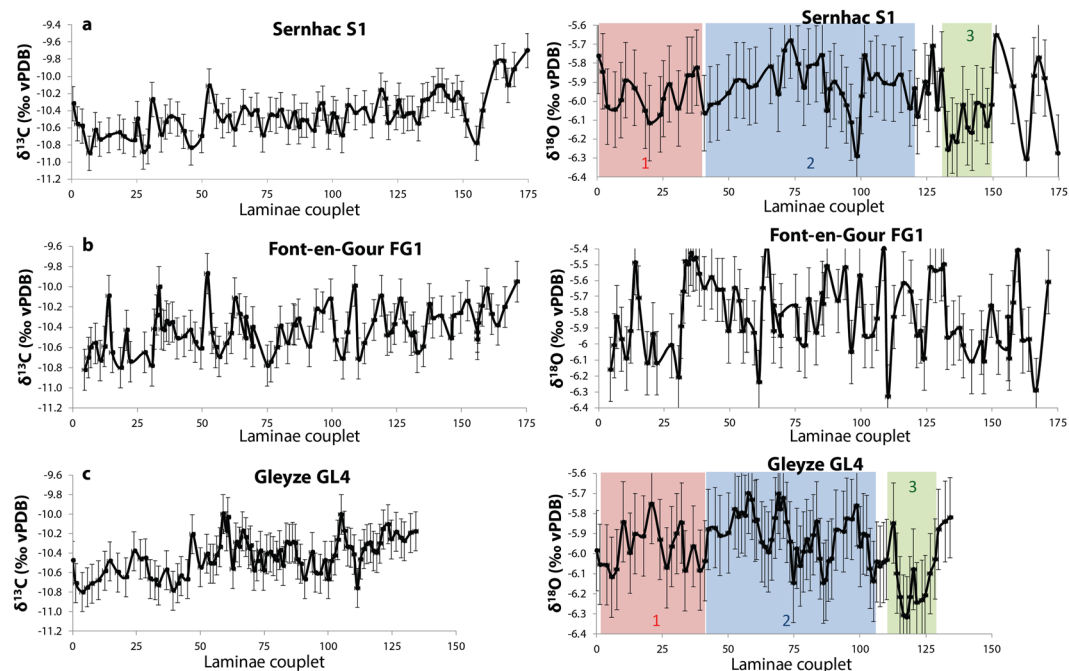 a
Sernhac S1
δ13C (‰ vPDB)
-9.4
-9.6
-9.8
-10.0
-10.2
-10.4
-10.6
-10.8
-11.0
-11.2
0 25 50 75 100 125 150 175
Laminae couplet
Sernhac S1
δ18O (‰ vPDB)
-5.6
-5.7
-5.8
-5.9
-6.0
-6.1
-6.2
-6.3
-6.4
1
2
3
0 25 50 75 100 125 150 175
Laminae couplet
b
Font-en-Gour FG1
δ13C (‰ vPDB)
-9.6
-9.8
-10.0
-10.2
-10.4
-10.6
-10.8
-11.0
-11.2
0 25 50 75 100 125 150 175
Laminae couplet
Font-en-Gour FG1
δ18O (‰ vPDB)
-5.4
-5.5
-5.6
-5.7
-5.8
-5.9
-6
-6.1
-6.2
-6.3
-6.4
0 25 50 75 100 125 150 175
Laminae couplet
c
Gleyze GL4
δ13C (‰ vPDB)
-9.6
-9.8
-10.0
-10.2
-10.4
-10.6
-10.8
-11.0
-11.2
0 25 50 75 100 125 150
Laminae couplet
Gleyze GL4
δ18O (‰ vPDB)
-5.6
-5.7
-5.8
-5.9
-6.0
-6.1
-6.2
-6.3
-6.4
1
2
3
0 25 50 75 100 125 150
Laminae couplet